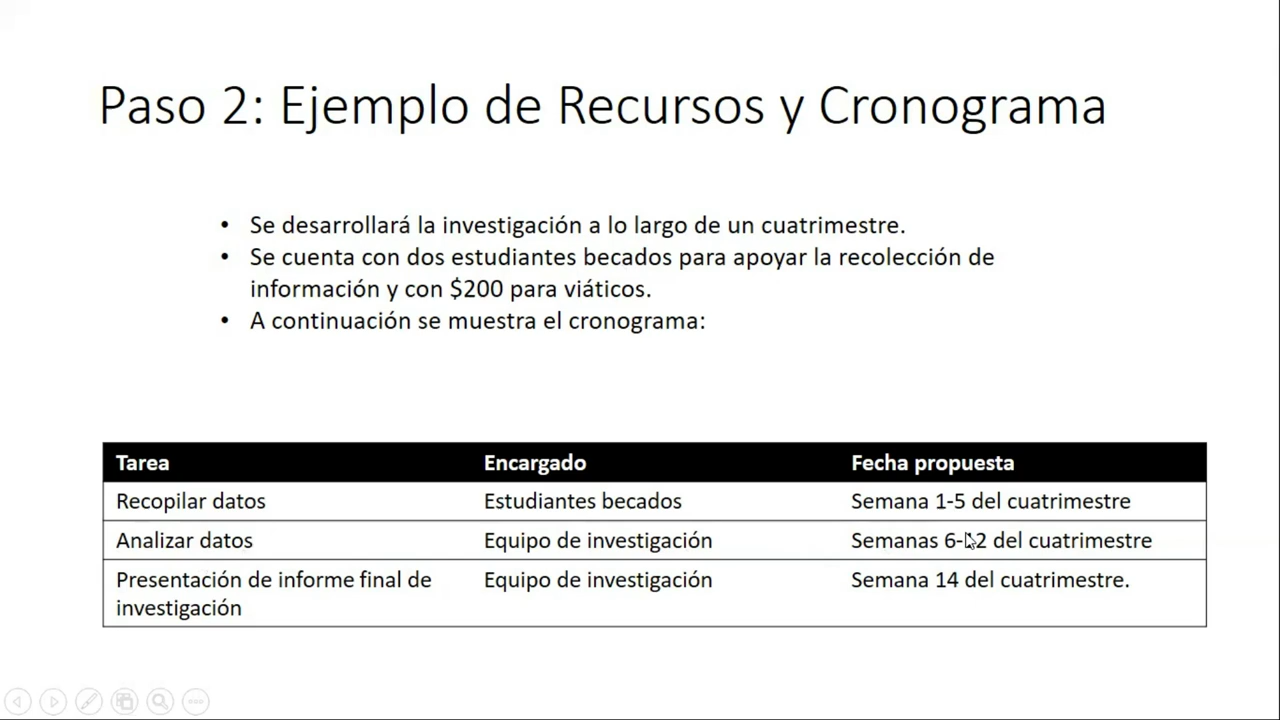 Paso 2: Ejemplo de Recursos y Cronograma
• Se desarrollará la investigación a lo largo de un cuatrimestre.
• Se cuenta con dos estudiantes becados para apoyar la recolección de
información y con $200 para viáticos.
• A continuación se muestra el cronograma:
Tarea Encargado Fecha propuesta
Recopilar datos Estudiantes becados Semana 1-5 del cuatrimestre
Analizar datos Equipo de investigación Semanas 6-12 del cuatrimestre
Presentación de informe final de Equipo de investigación Semana 14 del cuatrimestre.
investigación